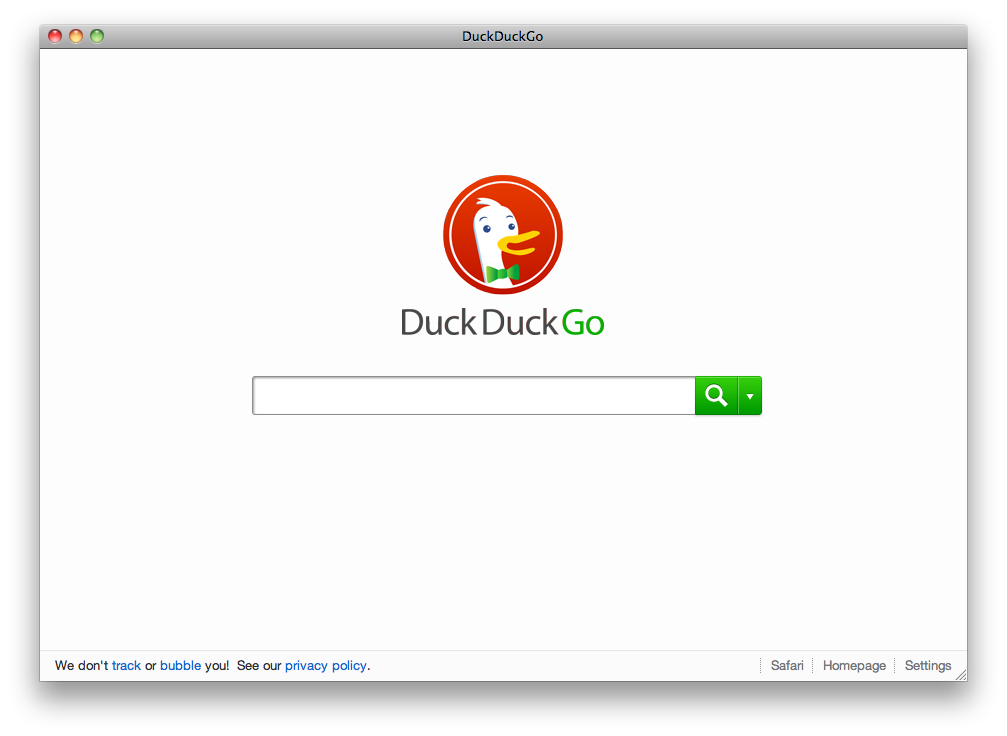 DuckDuckGo
DuckDuckGo
We don't track or bubble you! See our privacy policy.
Safari
Homepage
Settings